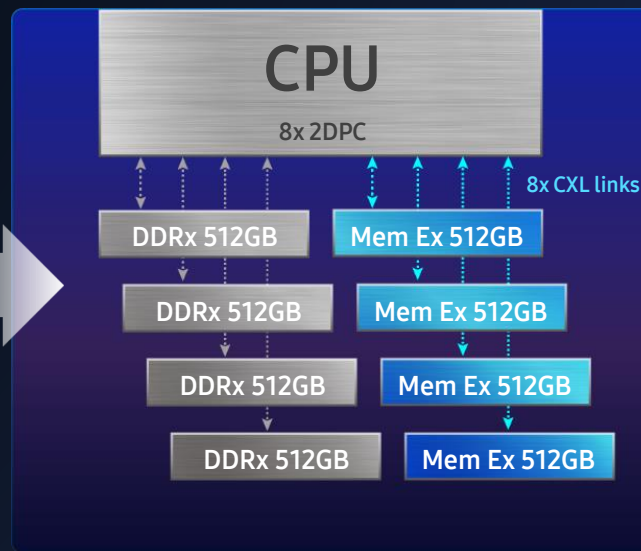 CPU
8x 2DPC
8x CXL links
DDRx 512GB
Mem Ex 512GB
DDRx 512GB
Mem Ex 512GB
DDRx 512GB
Mem Ex 512GB
DDRx 512GB
Mem Ex 512GB